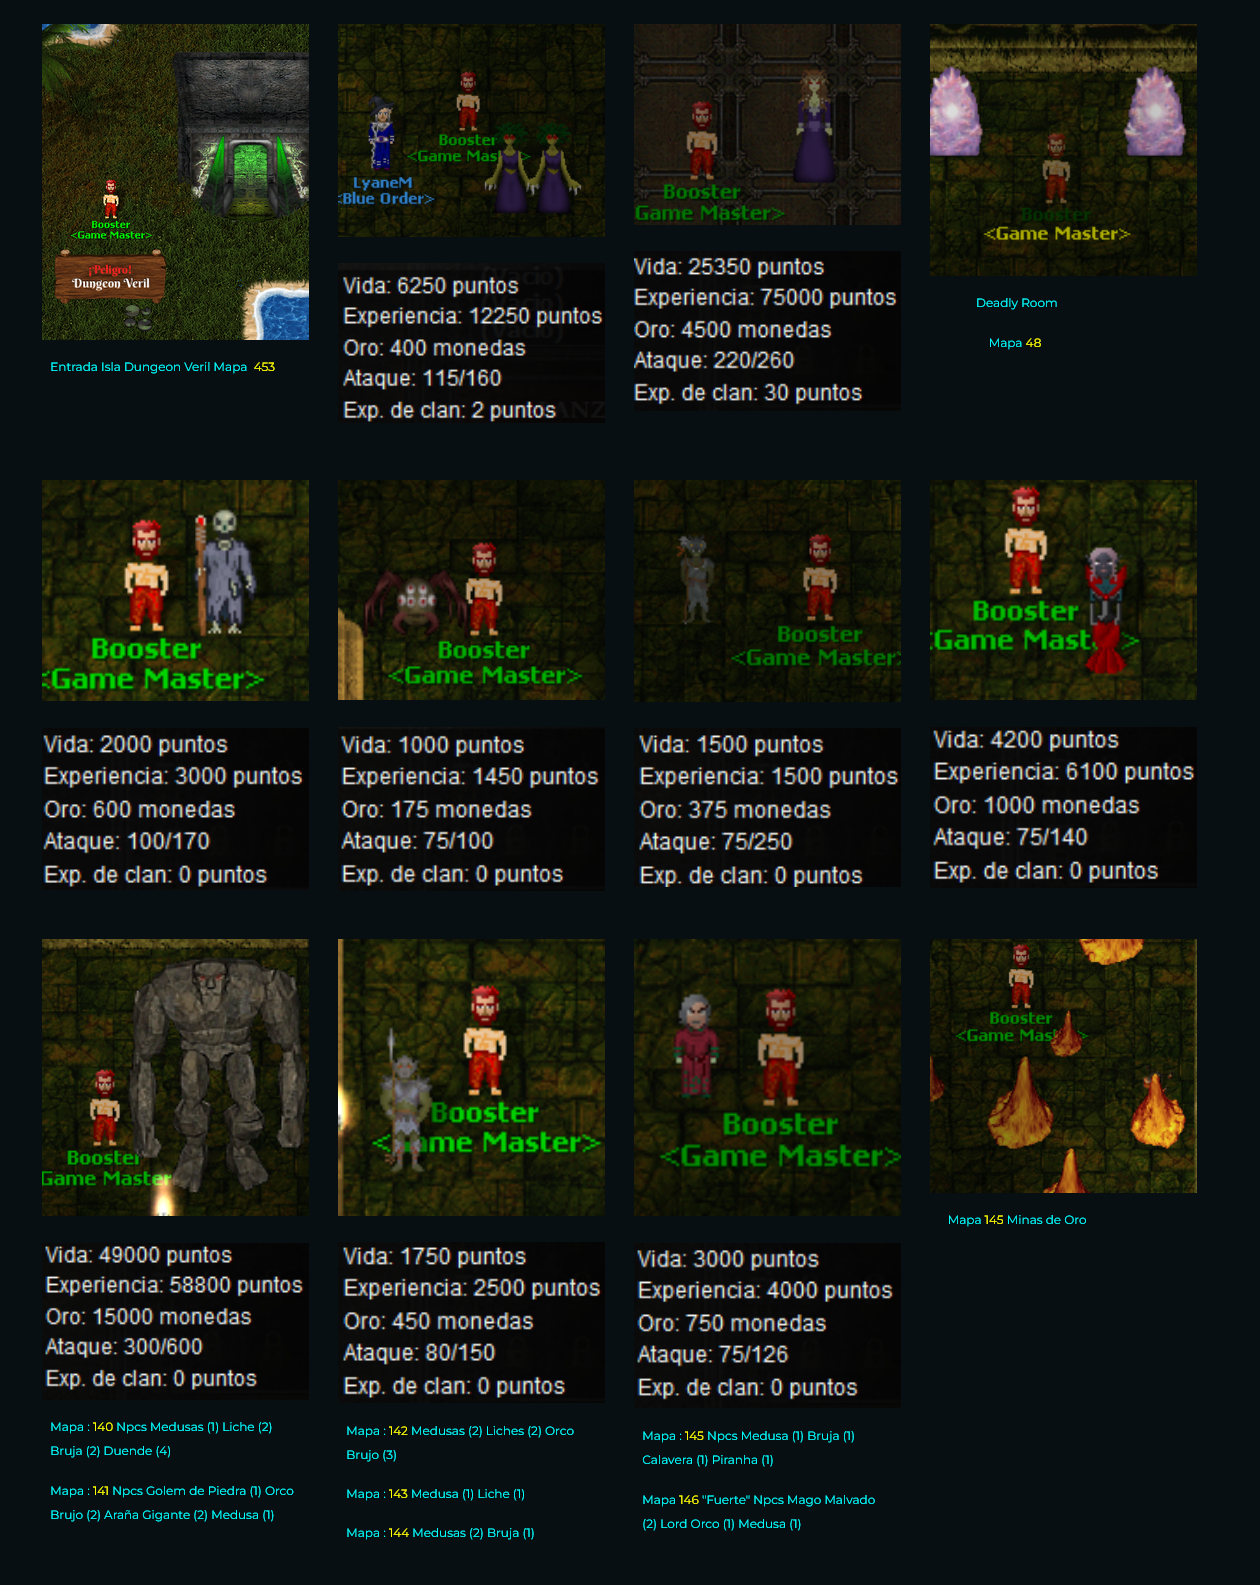 Booster
<Game Master>
¡Peligro!
Dungeon Veril
Entrada Isla Dungeon Veril Mapa 453
Booster
<Game Mas
LyaneM
<Blue Order>
Vida: 6250 puntos
Experiencia: 12250 puntos
Oro: 400 monedas
Ataque: 115/160
Exp. de clan: 2 puntos
Booster
Game Master>
Vida: 25350 puntos
Experiencia: 75000 puntos
Oro: 4500 monedas
Ataque: 220/260
Exp. de clan: 30 puntos
Booster
<Game Master>
Deadly Room
Mapa 48
Booster
<Game Master>
Vida: 2000 puntos
Experiencia: 3000 puntos
Oro: 600 monedas
Ataque: 100/170
Exp. de clan: 0 puntos
Booster
<Game Master>
Vida: 1000 puntos
Experiencia: 1450 puntos
Oro: 175 monedas
Ataque: 75/100
Exp. de clan: 0 puntos
Booster
<Game Master>
Vida: 1500 puntos
Experiencia: 1500 puntos
Oro: 375 monedas
Ataque: 75/250
Exp. de clan: 0 puntos
Booster
<Game Mast >
Vida: 4200 puntos
Experiencia: 6100 puntos
Oro: 1000 monedas
Ataque: 75/140
Exp. de clan: 0 puntos
Booster
Game Master
Vida: 49000 puntos
Experiencia: 58800 puntos
Oro: 15000 monedas
Ataque: 300/600
Exp. de clan: 0 puntos
Mapa : 140 Npcs Medusas (1) Liche (2)
Bruja (2) Duende (4)
Mapa : 141 Npcs Golem de Piedra (1) Orco
Brujo (2) Araña Gigante (2) Medusa (1)
Booster
<Game Master>
Vida: 1750 puntos
Experiencia: 2500 puntos
Oro: 450 monedas
Ataque: 80/150
Exp. de clan: 0 puntos
Mapa : 142 Medusas (2) Liches (2) Orco
Brujo (3)
Mapa : 143 Medusa (1) Liche (1)
Mapa : 144 Medusas (2) Bruja (1)
Booster
<Game Master>
Vida: 3000 puntos
Experiencia: 4000 puntos
Oro: 750 monedas
Ataque: 75/126
Exp. de clan: 0 puntos
Mapa : 145 Npcs Medusa (1) Bruja (1)
Calavera (1) Piranha (1)
Mapa 146 "Fuerte" Npcs Mago Malvado
(2) Lord Orco (1) Medusa (1)
Booster
<Game Mas >
Mapa 145 Minas de Oro